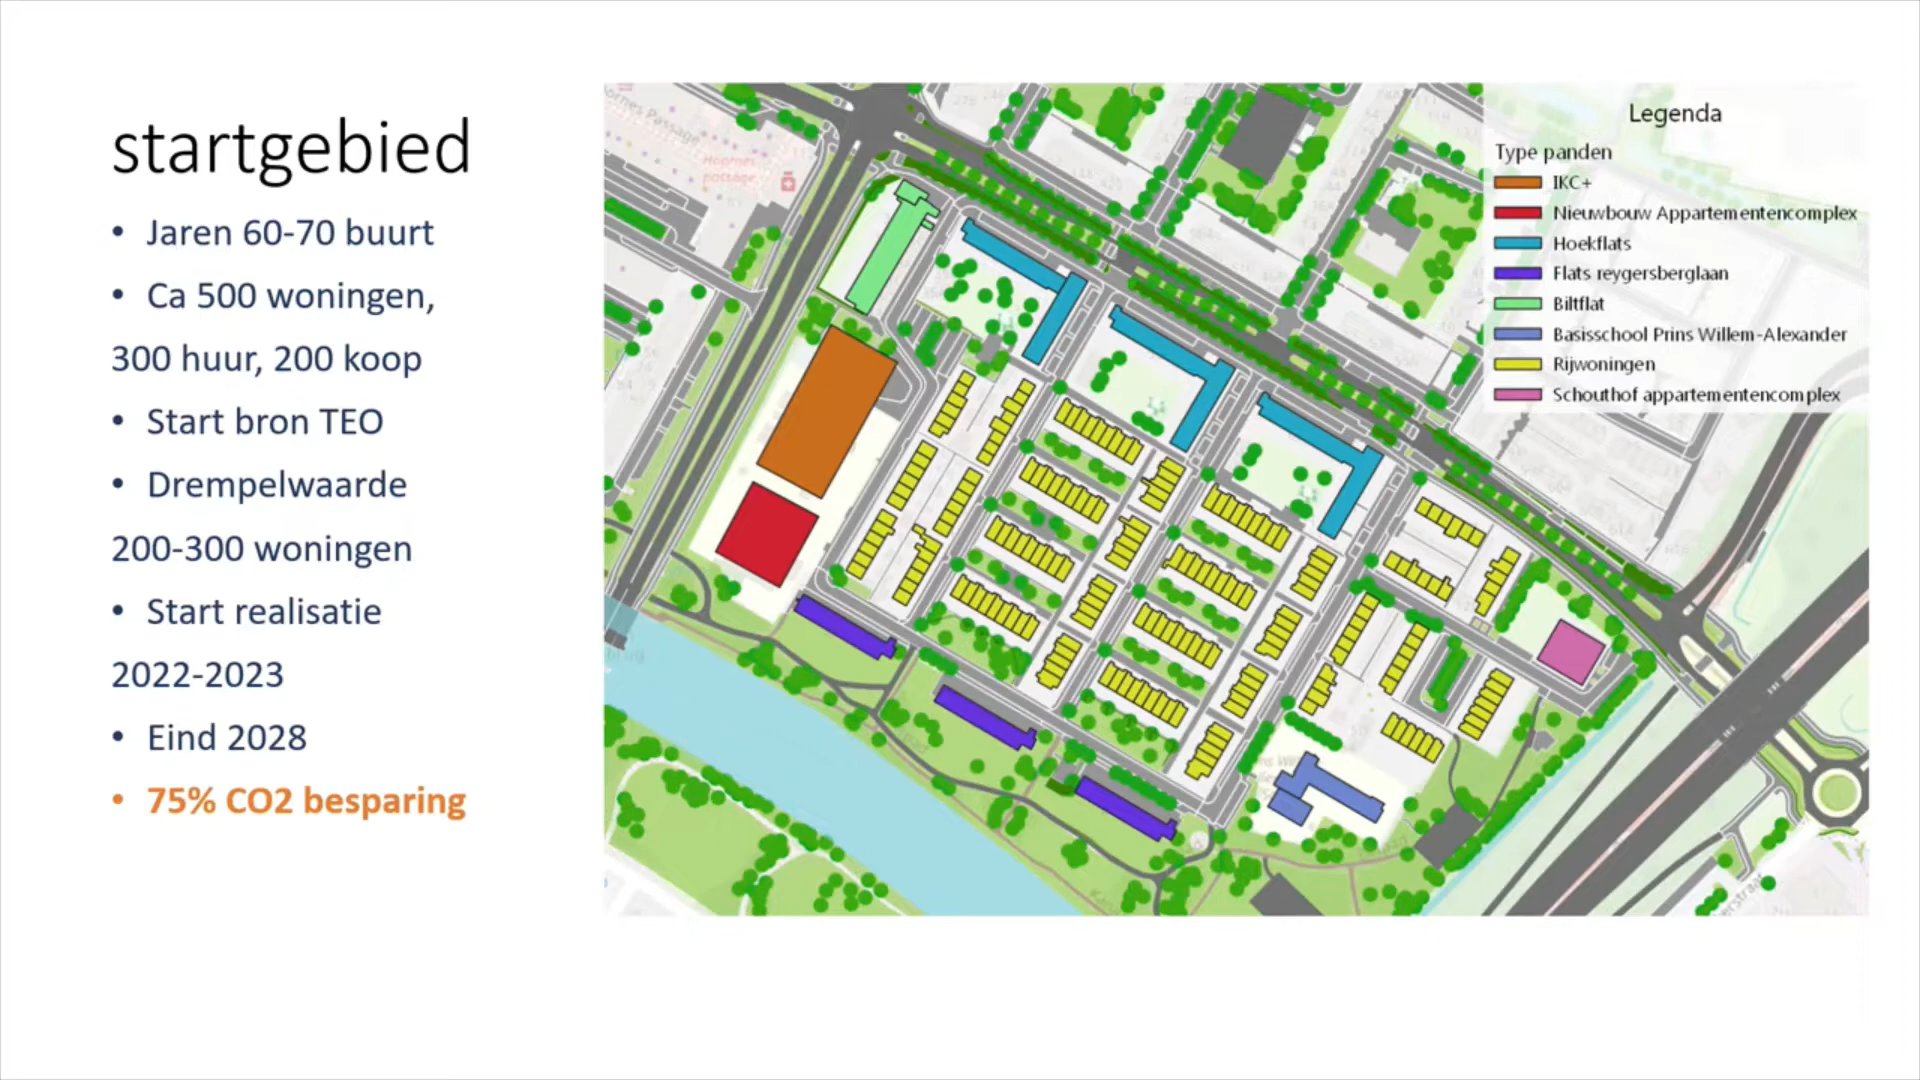 startgebied
• Jaren 60-70 buurt
• Ca 500 woningen,
300 huur, 200 koop
• Start bron TEO
• Drempelwaarde
200-300 woningen
• Start realisatie
2022-2023
• Eind 2028
• 75% CO2 besparing
Hoornes
passage
Legenda
Type panden
IKC+
Nieuwbouw Appartementencomplex
Hoekflats
Flats reygersberglaan
Biltflat
Basisschool Prins Willem-Alexander
Rijwoningen
Schouthof appartementencomplex